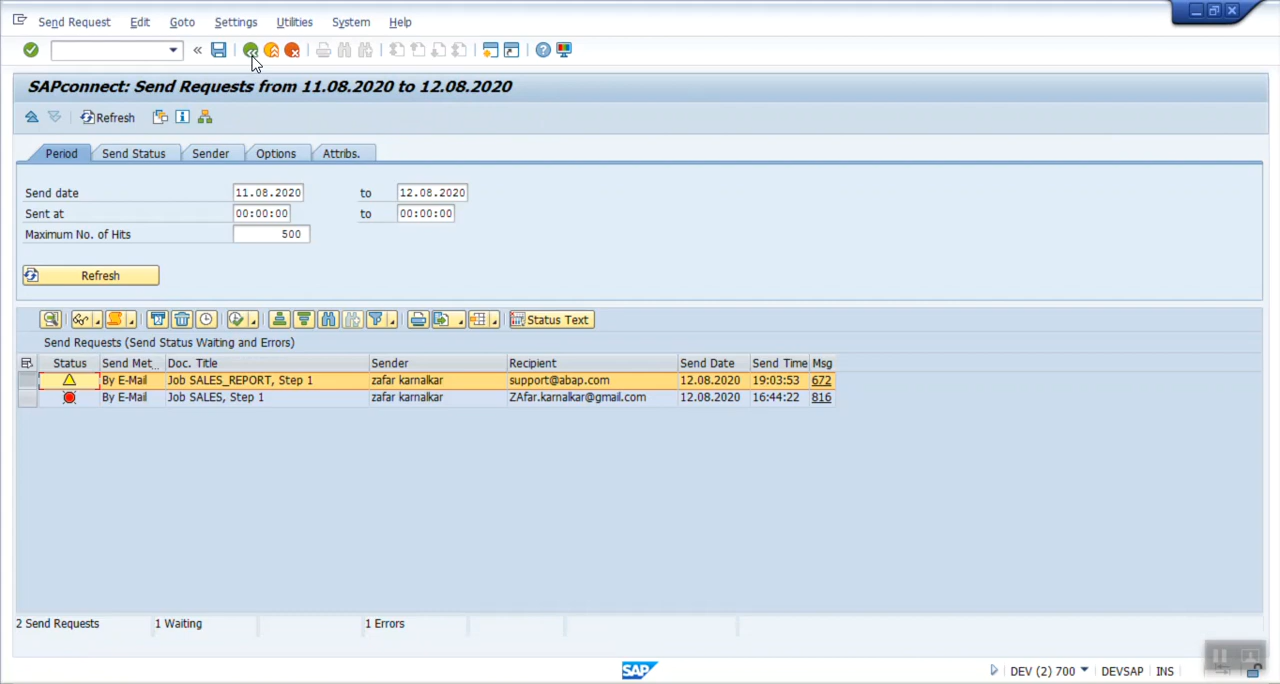 Send Request Edit Goto Settings Utilities System Help
SAPconnect: Send Requests from 11.08.2020 to 12.08.2020
Refresh
Period Send Status Sender Options Attribs.
Send date 11.08.2020 to 12.08.2020
Sent at 00:00:00 to 00:00:00
Maximum No. of Hits 500
Refresh
Status Text
Send Requests (Send Status Waiting and Errors)
Status Send Met... Doc. Title Sender Recipient Send Date Send Time Msg
By E-Mail Job SALES_REPORT, Step 1 zafar karnalkar support@abap.com 12.08.2020 19:03:53 672
By E-Mail Job SALES, Step 1 zafar karnalkar ZAfar.karnalkar@gmail.com 12.08.2020 16:44:22 816
2 Send Requests 1 Waiting 1 Errors
SAP DEV (2) 700 DEVSAP INS